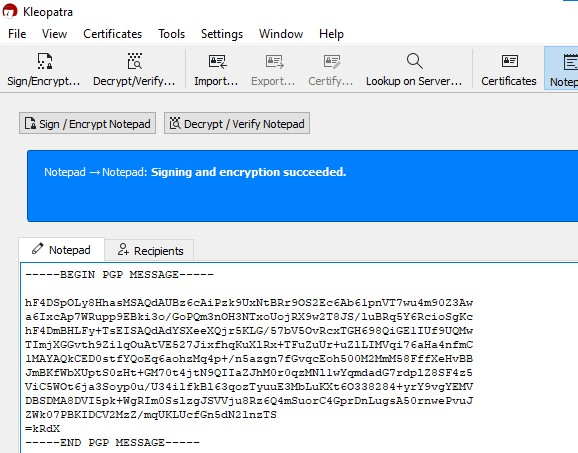 Kleopatra
File View Certificates Tools Settings Window Help
Sign/Encrypt... Decrypt/Verify... Import... Export... Certify... Lookup on Server... Certificates Notep
Sign / Encrypt Notepad Decrypt / Verify Notepad
Notepad → Notepad: Signing and encryption succeeded.
Notepad Recipients
-----BEGIN PGP MESSAGE-----
hF4DSpOLy8HhasMSAQdAUBz6cAiPzk9UxNtBRr9OS2Ec6Ab6lpnVT7wu4m90Z3Aw
a6IxcAp7WRupp9EBki3o/GoPQm3nOH3NTxoUojRX9w2T8JS/luBRq5Y6RcioSgKc
hF4DmBHLFy+TsEISAQdAdYSXeeXQjr5KLG/57bV5OvRcxTGH698QiGElIUf9UQMw
TImjXGGvth9ZilqOuAtVE527JixfhqKuXlRx+TFuZuUr+uZlLIMVqi76aHa4nfmC
1MAYAQkCED0stfYQoEq6aohzMq4p+/n5azgn7fGvqcEoh500M2MmM58FffXeHvBB
JmBKfWbXUptS0zHt+GM70t4jtN9QIIaZJhM0r0qzMNllwYqmdadG7rdplZ8SF4z5
ViC5WOt6ja3Soyp0u/U34ilfkBl63qozTyuuE3MbLuKXt6O338284+yrY9vgYEMV
DBSDMA8DVI5pk+WgRIm0SslzgJSVVju8Rz6Q4mSuorC4GprDnLugsA50rnwePvuJ
ZWk07PBKIDCV2MzZ/mqUKLUcfGn5dN2lnzTS
=kRdX
-----END PGP MESSAGE-----